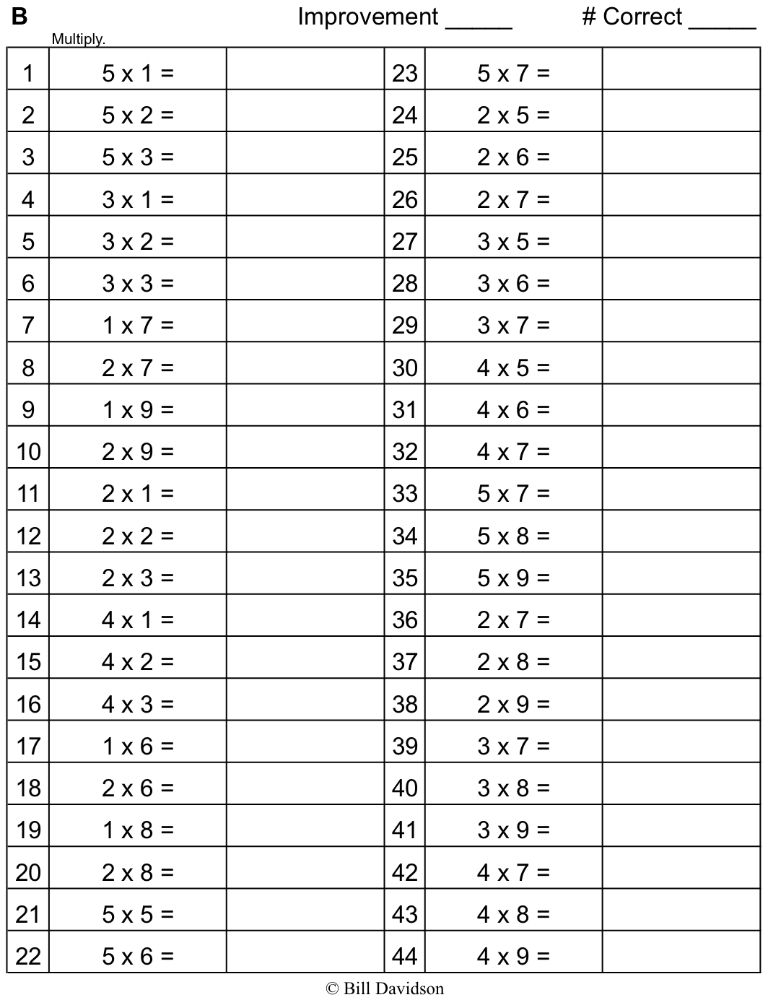 B Improvement _____ # Correct _____
Multiply.
1 5 x 1 = 23 5 x 7 =
2 5 x 2 = 24 2 x 5 =
3 5 x 3 = 25 2 x 6 =
4 3 x 1 = 26 2 x 7 =
5 3 x 2 = 27 3 x 5 =
6 3 x 3 = 28 3 x 6 =
7 1 x 7 = 29 3 x 7 =
8 2 x 7 = 30 4 x 5 =
9 1 x 9 = 31 4 x 6 =
10 2 x 9 = 32 4 x 7 =
11 2 x 1 = 33 5 x 7 =
12 2 x 2 = 34 5 x 8 =
13 2 x 3 = 35 5 x 9 =
14 4 x 1 = 36 2 x 7 =
15 4 x 2 = 37 2 x 8 =
16 4 x 3 = 38 2 x 9 =
17 1 x 6 = 39 3 x 7 =
18 2 x 6 = 40 3 x 8 =
19 1 x 8 = 41 3 x 9 =
20 2 x 8 = 42 4 x 7 =
21 5 x 5 = 43 4 x 8 =
22 5 x 6 = 44 4 x 9 =
© Bill Davidson